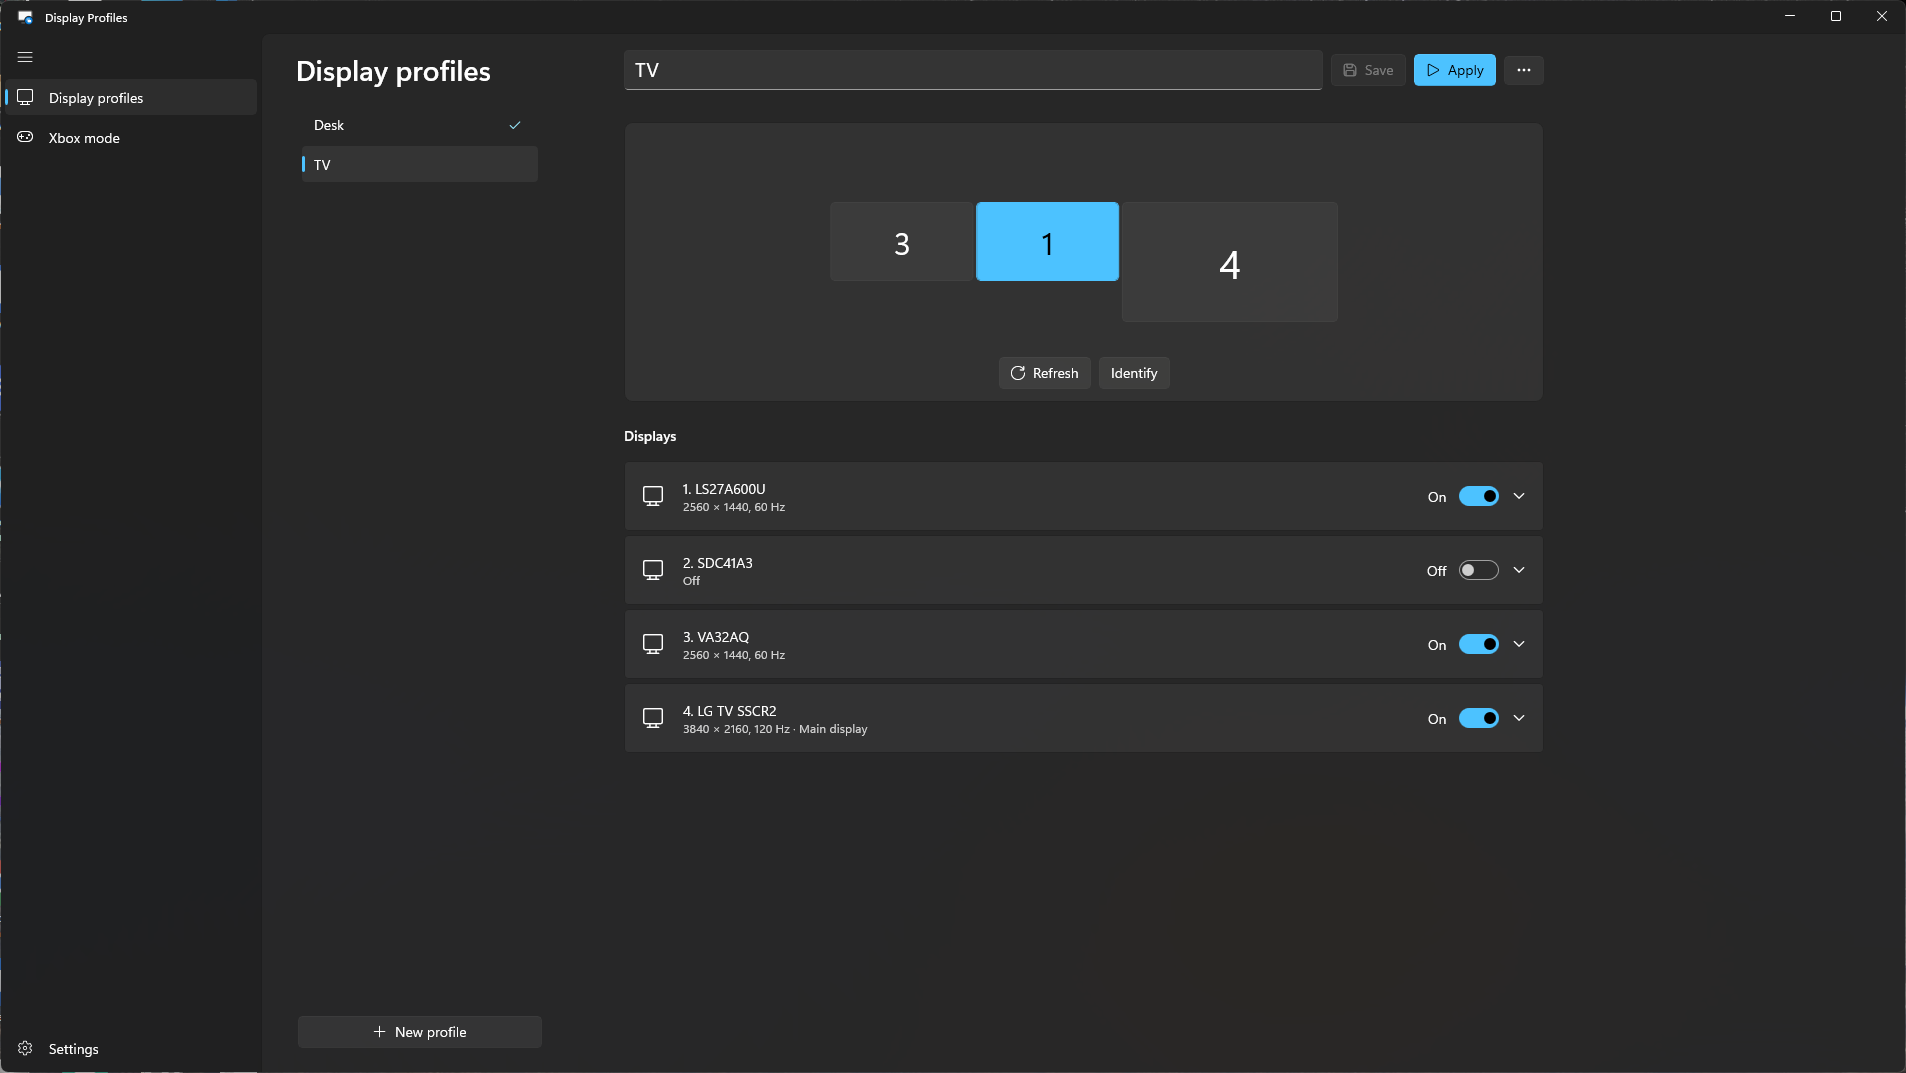 Display Profiles
Display profiles
Xbox mode
Settings
Display profiles
Desk
TV
New profile
TV
Save
Apply
3
1
4
Refresh
Identify
Displays
1. LS27A600U
2560 × 1440, 60 Hz
On
2. SDC41A3
Off
Off
3. VA32AQ
2560 × 1440, 60 Hz
On
4. LG TV SSCR2
3840 × 2160, 120 Hz · Main display
On